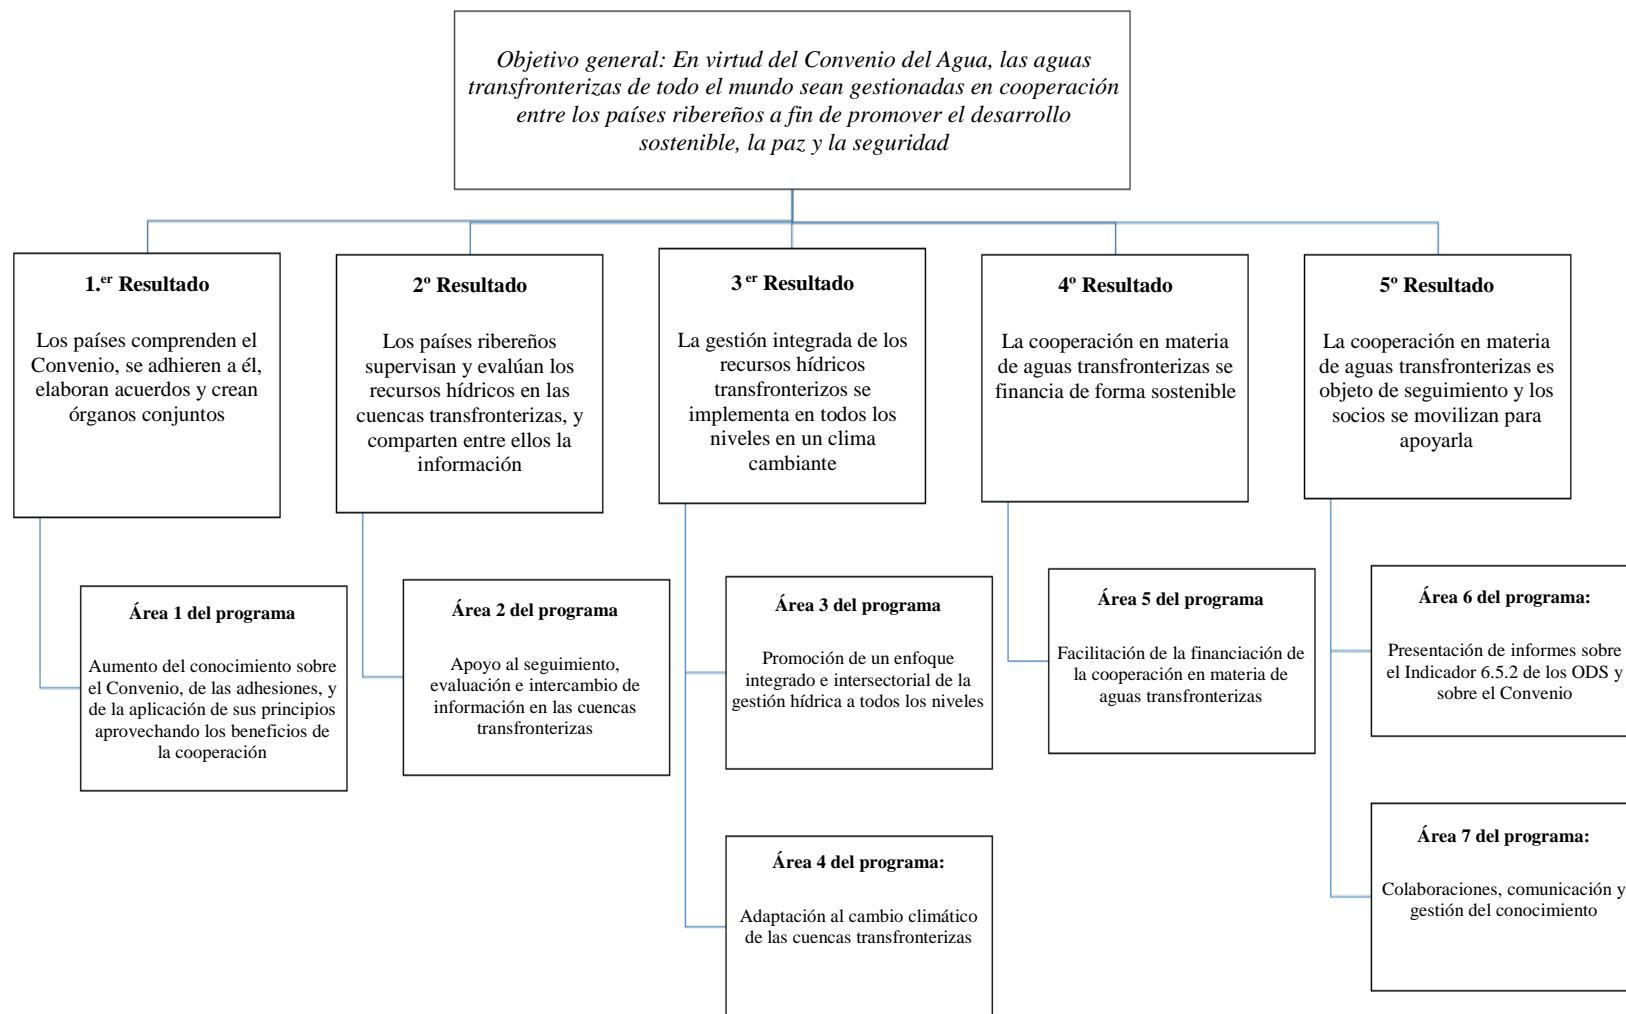 Objetivo general: En virtud del Convenio del Agua, las aguas
transfronterizas de todo el mundo sean gestionadas en cooperación
entre los países ribereños a fin de promover el desarrollo
sostenible, la paz y la seguridad
1.er Resultado
Los países comprenden el
Convenio, se adhieren a él,
elaboran acuerdos y crean
órganos conjuntos
2º Resultado
Los países ribereños
supervisan y evalúan los
recursos hídricos en las
cuencas transfronterizas, y
comparten entre ellos la
información
3 er Resultado
La gestión integrada de los
recursos hídricos
transfronterizos se
implementa en todos los
niveles en un clima
cambiante
4º Resultado
La cooperación en materia
de aguas transfronterizas se
financia de forma sostenible
5º Resultado
La cooperación en materia
de aguas transfronterizas es
objeto de seguimiento y los
socios se movilizan para
apoyarla
Área 1 del programa
Aumento del conocimiento sobre
el Convenio, de las adhesiones, y
de la aplicación de sus principios
aprovechando los beneficios de
la cooperación
Área 2 del programa
Apoyo al seguimiento,
evaluación e intercambio de
información en las cuencas
transfronterizas
Área 3 del programa
Promoción de un enfoque
integrado e intersectorial de la
gestión hídrica a todos los niveles
Área 4 del programa:
Adaptación al cambio climático
de las cuencas transfronterizas
Área 5 del programa
Facilitación de la financiación de
la cooperación en materia de
aguas transfronterizas
Área 6 del programa:
Presentación de informes sobre
el Indicador 6.5.2 de los ODS y
sobre el Convenio
Área 7 del programa:
Colaboraciones, comunicación y
gestión del conocimiento